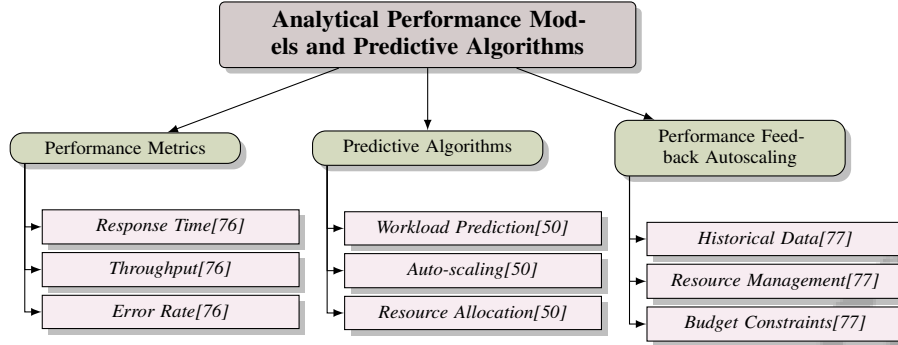 Analytical Performance Mod-
els and Predictive Algorithms
Performance Metrics
Response Time[76]
Throughput[76]
Error Rate[76]
Predictive Algorithms
Workload Prediction[50]
Auto-scaling[50]
Resource Allocation[50]
Performance Feed-
back Autoscaling
Historical Data[77]
Resource Management[77]
Budget Constraints[77]